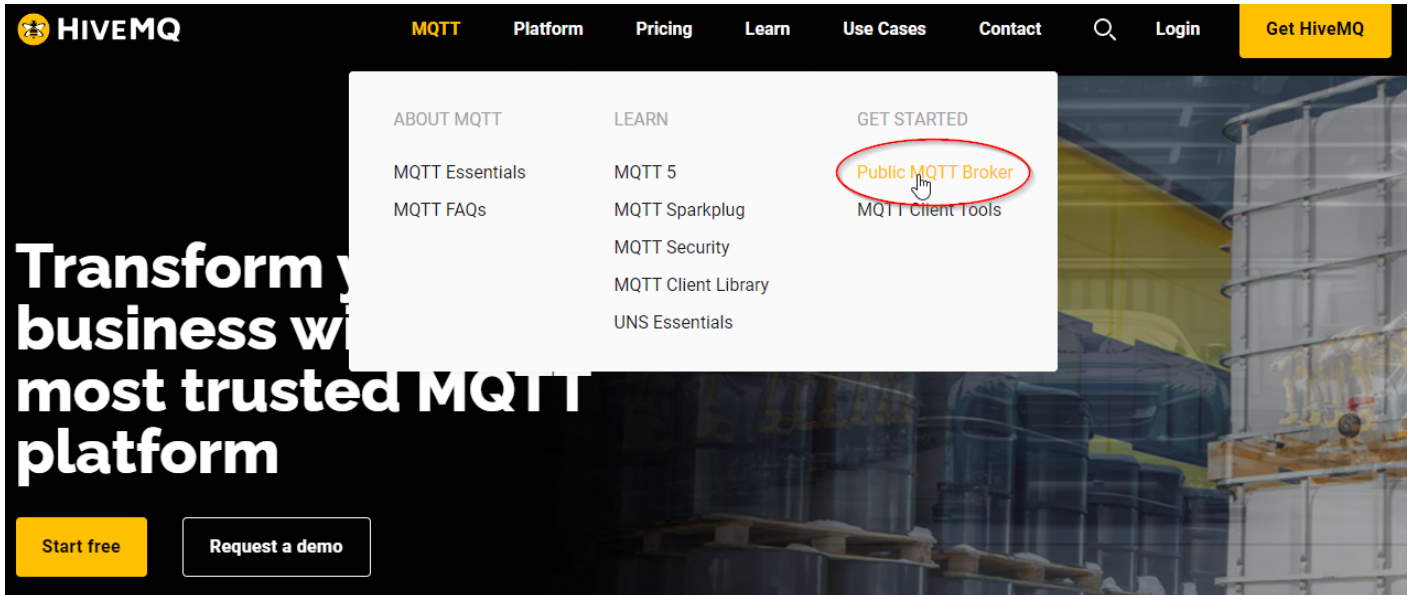 HIVEMQ
MQTT Platform Pricing Learn Use Cases Contact Login Get HiveMQ
ABOUT MQTT
MQTT Essentials
MQTT FAQs
LEARN
MQTT 5
MQTT Sparkplug
MQTT Security
MQTT Client Library
UNS Essentials
GET STARTED
Public MQTT Broker
MQTT Client Tools
Transform
business
most trusted MQTT
platform
Start free
Request a demo